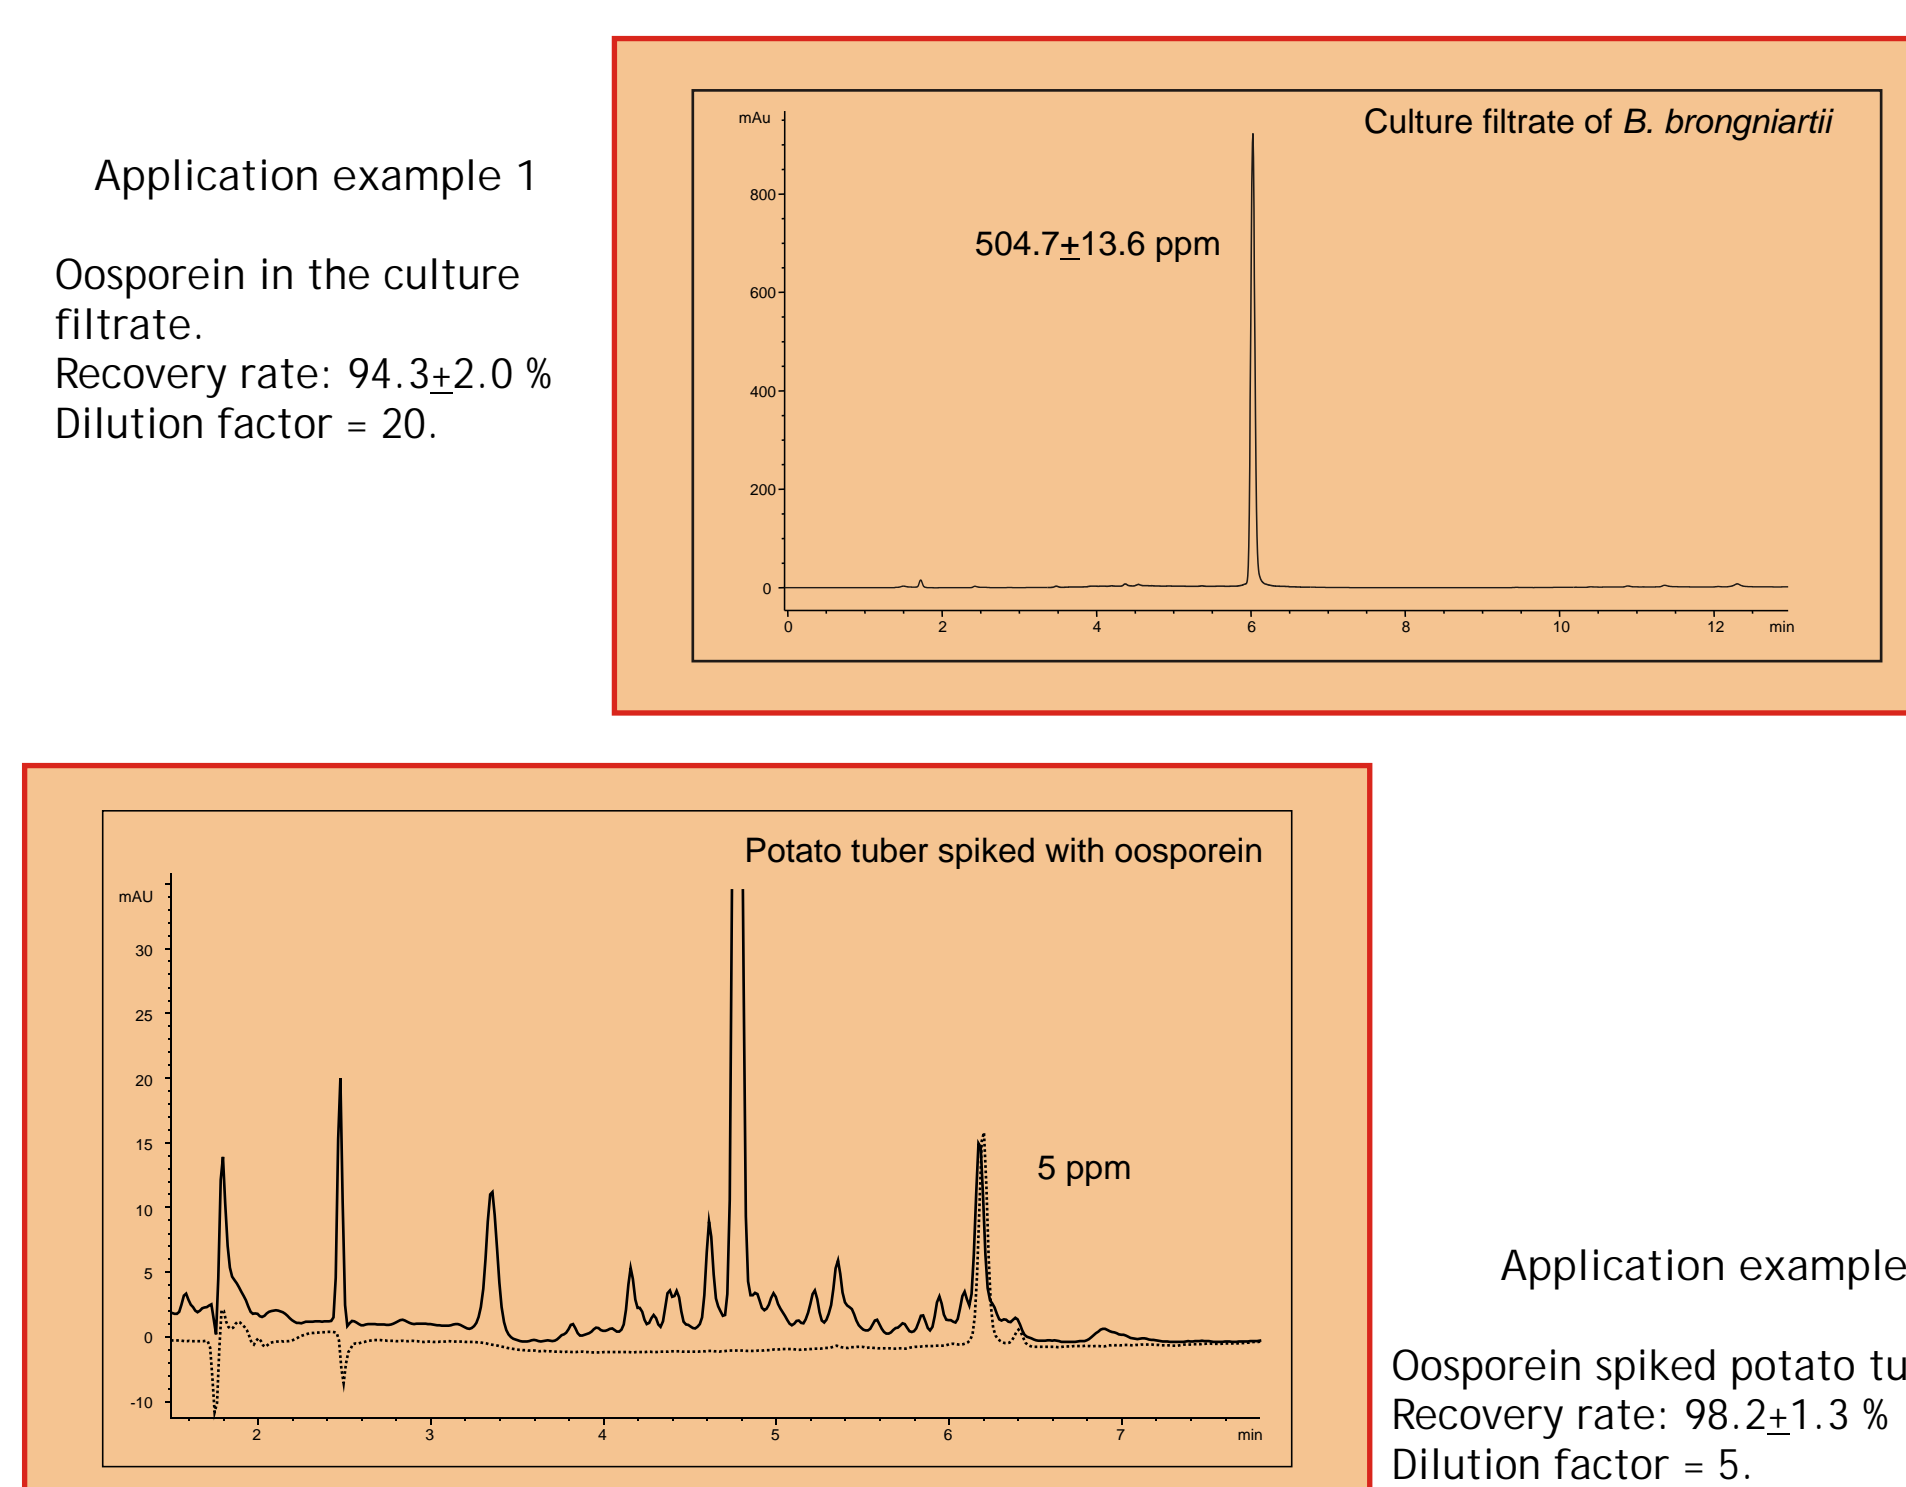 Application example 1
Oosporein in the culture
filtrate.
Recovery rate: 94.3±2.0 %
Dilution factor = 20.
Culture filtrate of B. brongniartii
mAu
504.7±13.6 ppm
800
600
400
200
0
0 2 4 6 8 10 12 min
Potato tuber spiked with oosporein
mAU
30
25
20
15
10
5
0
-10
5 ppm
2 3 4 5 6 7 min
Application example
Oosporein spiked potato tu
Recovery rate: 98.2±1.3 %
Dilution factor = 5.